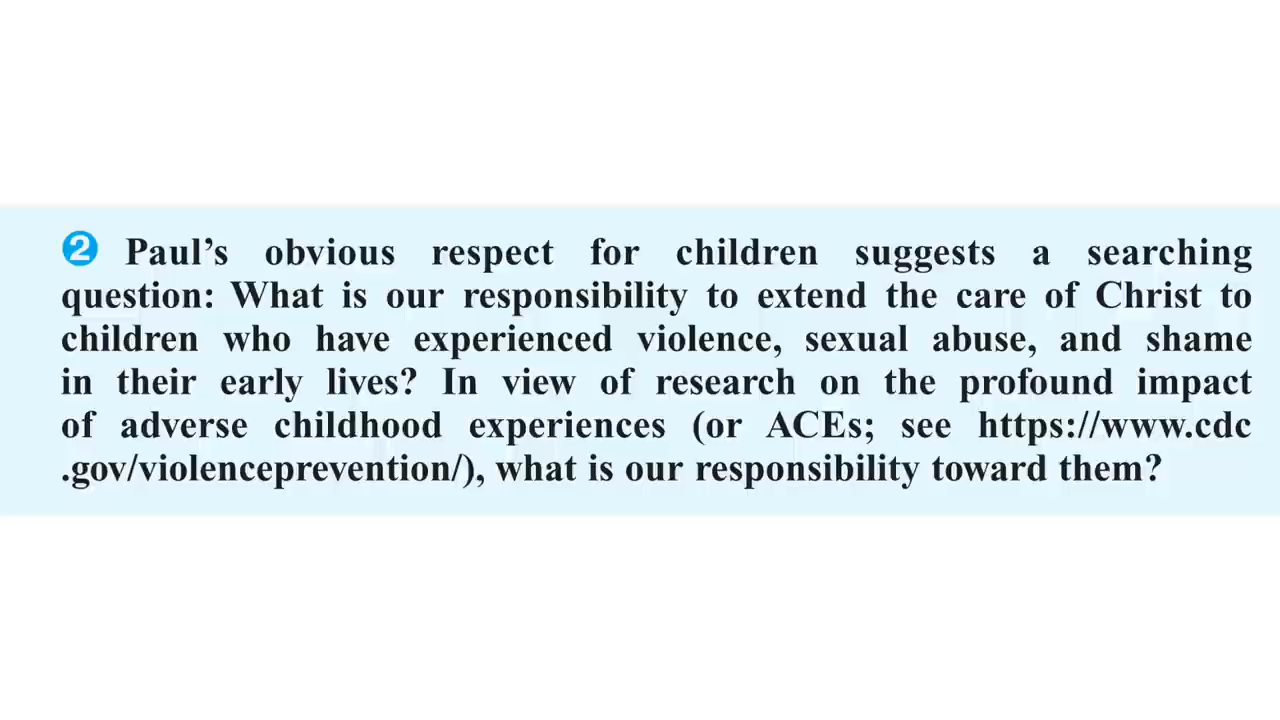 ❷ Paul’s obvious respect for children suggests a searching
question: What is our responsibility to extend the care of Christ to
children who have experienced violence, sexual abuse, and shame
in their early lives? In view of research on the profound impact
of adverse childhood experiences (or ACEs; see https://www.cdc
.gov/violenceprevention/), what is our responsibility toward them?